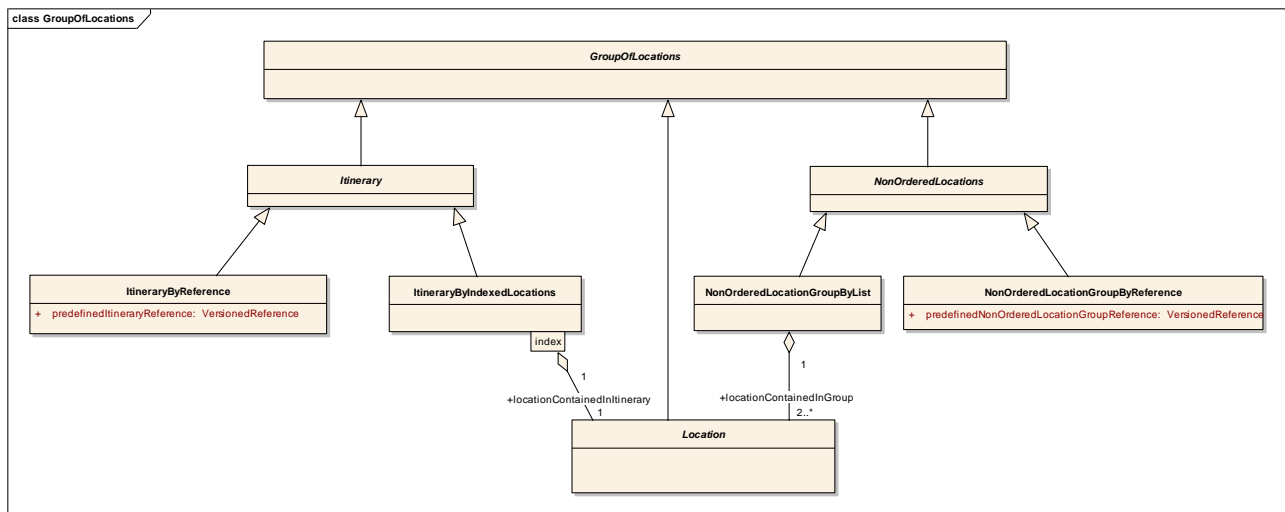 class GroupOfLocations
GroupOfLocations
Itinerary
NonOrderedLocations
ItineraryByReference
+ predefinedItineraryReference: VersionedReference
ItineraryByIndexedLocations
NonOrderedLocationGroupByList
NonOrderedLocationGroupByReference
+ predefinedNonOrderedLocationGroupReference: VersionedReference
index
1
1
+locationContainedInItinerary
+locationContainedInGroup
1
2..*
Location